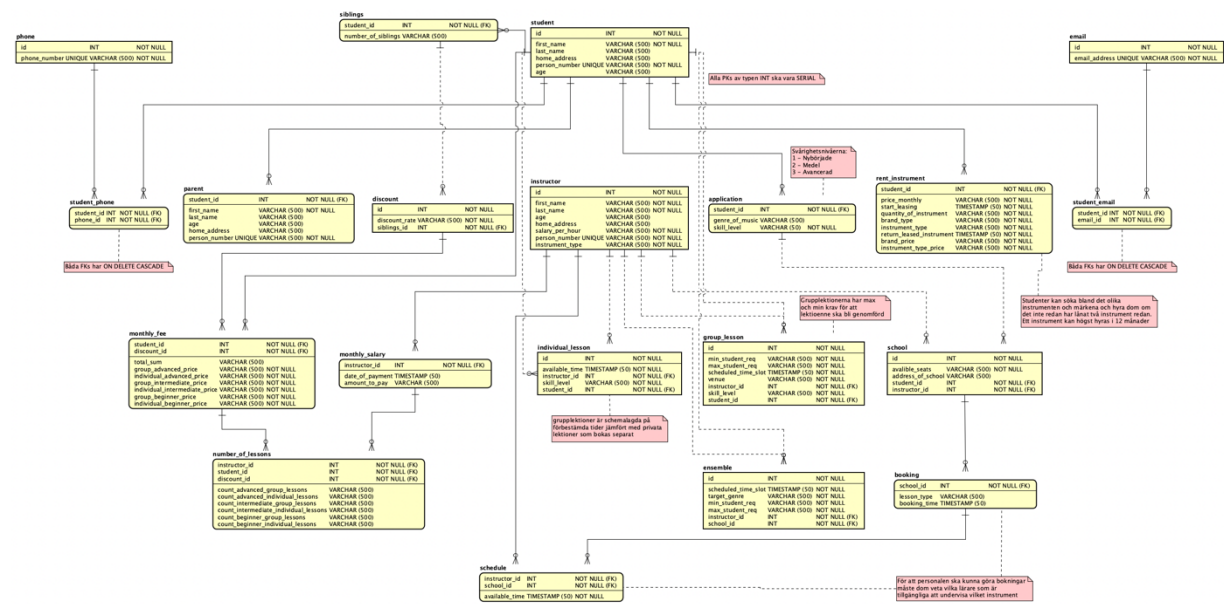 siblings
student_id INT NOT NULL (FK)
number_of_siblings VARCHAR (500)
student
id INT NOT NULL
first_name VARCHAR (500) NOT NULL
last_name VARCHAR (500)
home_address VARCHAR (500)
person_number UNIQUE VARCHAR (500) NOT NULL
age VARCHAR (500)
phone
id INT NOT NULL
phone_number UNIQUE VARCHAR (500) NOT NULL
email
id INT NOT NULL
email_address UNIQUE VARCHAR (500) NOT NULL
Alla PKs av typen INT ska vara SERIAL
Svårighetsnivåerna:
1 - Nybörjade
2 - Medel
3 - Avancerad
student_phone
student_id INT NOT NULL (FK)
phone_id INT NOT NULL (FK)
Båda FKs har ON DELETE CASCADE
parent
student_id INT NOT NULL (FK)
first_name VARCHAR (500) NOT NULL
last_name VARCHAR (500)
age VARCHAR (500)
home_address VARCHAR (500)
person_number UNIQUE VARCHAR (500) NOT NULL
discount
id INT NOT NULL
discount_rate VARCHAR (500) NOT NULL
siblings_id INT NOT NULL (FK)
instructor
id INT NOT NULL
first_name VARCHAR (500) NOT NULL
last_name VARCHAR (500) NOT NULL
age VARCHAR (500)
home_address VARCHAR (500)
salary_per_hour VARCHAR (500) NOT NULL
person_number UNIQUE VARCHAR (500) NOT NULL
instrument_type VARCHAR (500) NOT NULL
application
student_id INT NOT NULL (FK)
genre_of_music VARCHAR (500)
skill_level VARCHAR (50) NOT NULL
rent_instrument
student_id INT NOT NULL (FK)
price_monthly VARCHAR (500) NOT NULL
start_leasing TIMESTAMP (50) NOT NULL
quantity_of_instrument VARCHAR (500) NOT NULL
brand_type VARCHAR (500) NOT NULL
instrument_type VARCHAR (500) NOT NULL
return_leased_instrument TIMESTAMP (50) NOT NULL
brand_price VARCHAR (500) NOT NULL
instrument_type_price VARCHAR (500) NOT NULL
student_email
student_id INT NOT NULL (FK)
email_id INT NOT NULL (FK)
Båda FKs har ON DELETE CASCADE
Studenter kan söka bland det olika
instrumenten och märkena och hyra dom om
det inte redan har lånat två instrument redan.
Ett instrument kan högst hyras i 12 månader
Grupplektionerna har max
och min krav för att
lektioenne ska bli genomförd
monthly_fee
student_id INT NOT NULL (FK)
discount_id INT NOT NULL (FK)
total_sum VARCHAR (500)
group_advanced_price VARCHAR (500) NOT NULL
individual_advanced_price VARCHAR (500) NOT NULL
group_intermediate_price VARCHAR (500) NOT NULL
individual_intermediate_price VARCHAR (500) NOT NULL
group_beginner_price VARCHAR (500) NOT NULL
individual_beginner_price VARCHAR (500) NOT NULL
monthly_salary
instructor_id INT NOT NULL (FK)
date_of_payment TIMESTAMP (50)
amount_to_pay VARCHAR (500)
individual_lesson
id INT NOT NULL
available_time TIMESTAMP (50) NOT NULL
instructor_id INT NOT NULL (FK)
skill_level VARCHAR (500) NOT NULL
student_id INT NOT NULL (FK)
grupplektioner är schemalagda på
förbestämda tider jämfört med privata
lektioner som bokas separat
group_lesson
id INT NOT NULL
min_student_req VARCHAR (500) NOT NULL
max_student_req VARCHAR (500) NOT NULL
scheduled_time_slot TIMESTAMP (50) NOT NULL
venue VARCHAR (500) NOT NULL
instructor_id INT NOT NULL (FK)
skill_level VARCHAR (500) NOT NULL
student_id INT NOT NULL (FK)
school
id INT NOT NULL
avalible_seats VARCHAR (500) NOT NULL
address_of_school VARCHAR (500) NOT NULL
student_id INT NOT NULL (FK)
instructor_id INT NOT NULL (FK)
number_of_lessons
instructor_id INT NOT NULL (FK)
student_id INT NOT NULL (FK)
discount_id INT NOT NULL (FK)
count_advanced_group_lessons VARCHAR (500)
count_advanced_individual_lessons VARCHAR (500)
count_intermediate_group_lessons VARCHAR (500)
count_intermediate_individual_lessons VARCHAR (500)
count_beginner_group_lessons VARCHAR (500)
count_beginner_individual_lessons VARCHAR (500)
ensemble
id INT NOT NULL
scheduled_time_slot TIMESTAMP (50) NOT NULL
target_genre VARCHAR (500) NOT NULL
min_student_req VARCHAR (500) NOT NULL
max_student_req VARCHAR (500) NOT NULL
instructor_id INT NOT NULL (FK)
school_id INT NOT NULL (FK)
booking
school_id INT NOT NULL (FK)
lesson_type VARCHAR (500)
booking_time TIMESTAMP (50)
schedule
instructor_id INT NOT NULL (FK)
school_id INT NOT NULL (FK)
available_time TIMESTAMP (50) NOT NULL
För att personalen ska kunna göra bokningar
måste dom veta vilka lärare som är
tillgängliga att undervisa vilket instrument